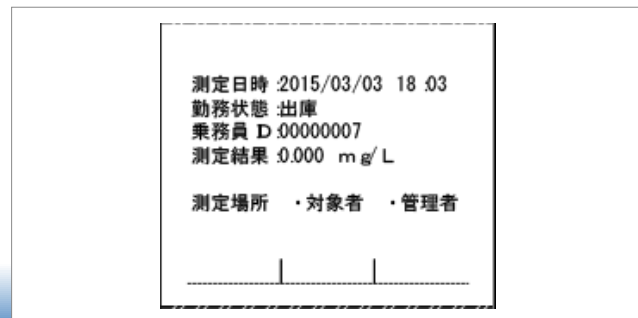 測定日時:2015/03/03 18:03
勤務状態:出庫
乗務員 D:00000007
測定結果:0.000 mg/L
測定場所 ・対象者 ・管理者